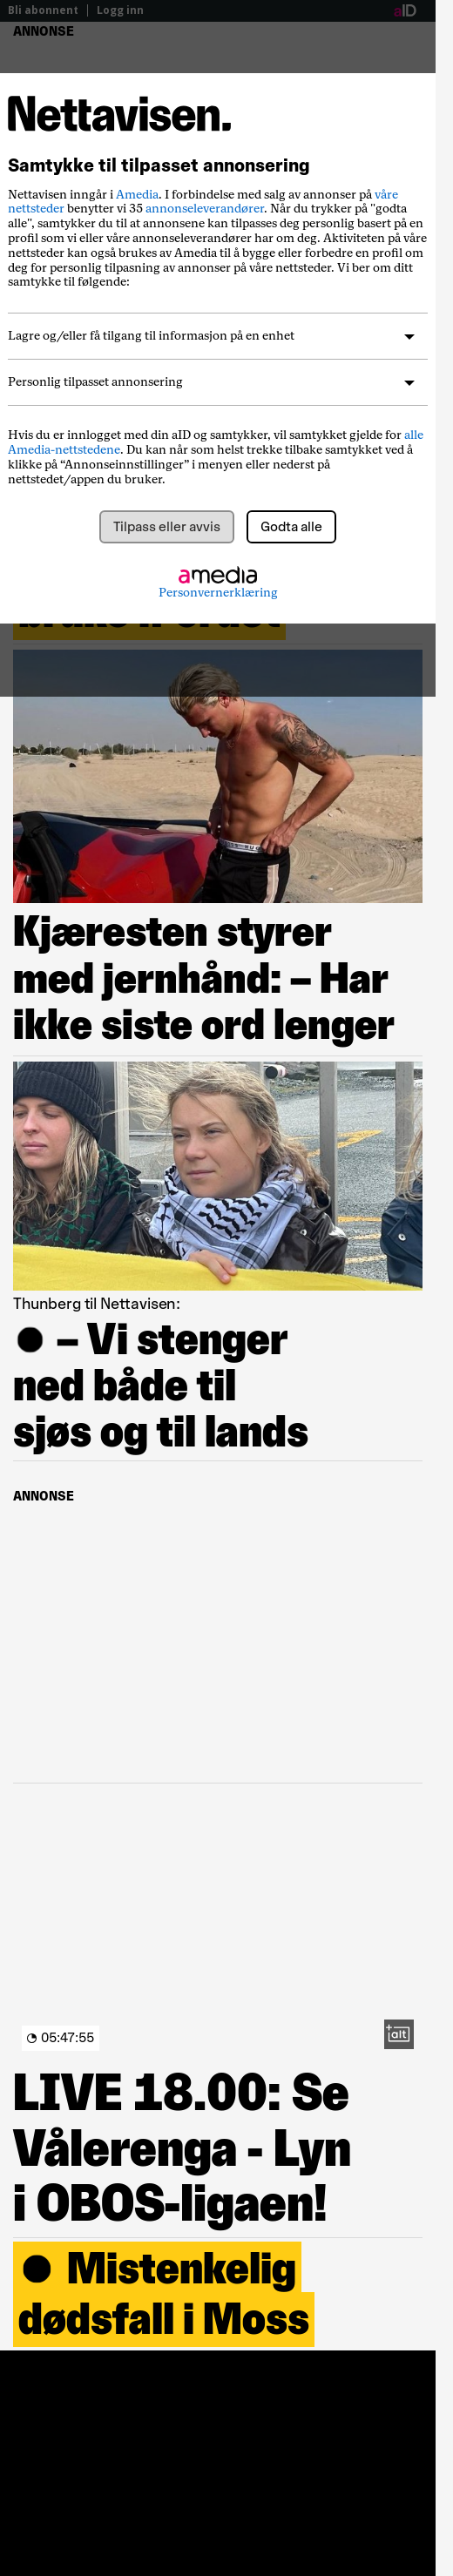 Bli abonnent
Logg inn
aID
ANNONSE
Nettavisen.
Samtykke til tilpasset annonsering
Nettavisen inngår i Amedia. I forbindelse med salg av annonser på våre
nettsteder benytter vi 35 annonseleverandører. Når du trykker på "godta
alle", samtykker du til at annonsene kan tilpasses deg personlig basert på en
profil som vi eller våre annonseleverandører har om deg. Aktiviteten på våre
nettsteder kan også brukes av Amedia til å bygge eller forbedre en profil om
deg for personlig tilpasning av annonser på våre nettsteder. Vi ber om ditt
samtykke til følgende:
Lagre og/eller få tilgang til informasjon på en enhet
Personlig tilpasset annonsering
Hvis du er innlogget med din aID og samtykker, vil samtykket gjelde for alle
Amedia-nettstedene. Du kan når som helst trekke tilbake samtykket ved å
klikke på “Annonseinnstillinger” i menyen eller nederst på
nettstedet/appen du bruker.
Tilpass eller avvis
Godta alle
amedia
Personvernerklæring
Kjæresten styrer
med jernhånd: – Har
ikke siste ord lenger
Thunberg til Nettavisen:
● – Vi stenger
ned både til
sjøs og til lands
ANNONSE
05:47:55
+alt
LIVE 18.00: Se
Vålerenga - Lyn
i OBOS-ligaen!
● Mistenkelig
dødsfall i Moss